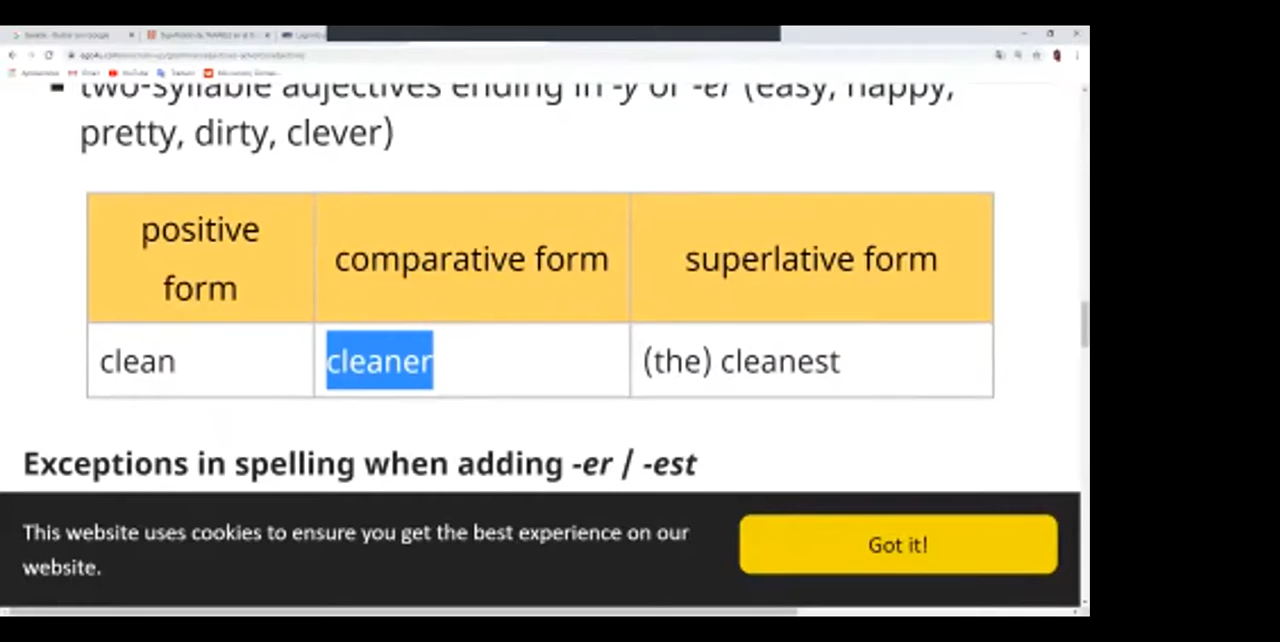 YouTube
two-syllable adjectives ending in -y or -er (easy, happy,
pretty, dirty, clever)
positive
form
comparative form
superlative form
clean
cleaner
(the) cleanest
Exceptions in spelling when adding -er / -est
This website uses cookies to ensure you get the best experience on our
website.
Got it!